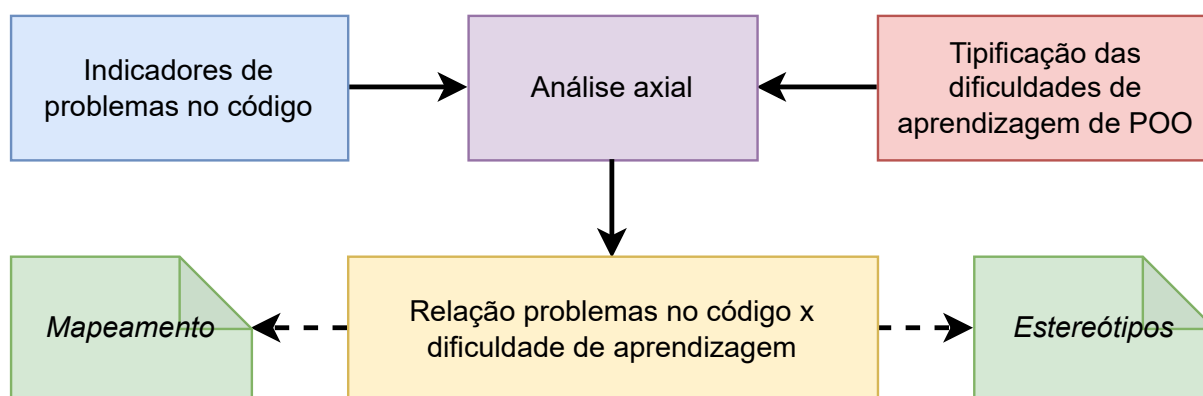 Indicadores de
problemas no código
Análise axial
Tipificação das
dificuldades de
aprendizagem de POO
Mapeamento
Relação problemas no código x
dificuldade de aprendizagem
Estereótipos